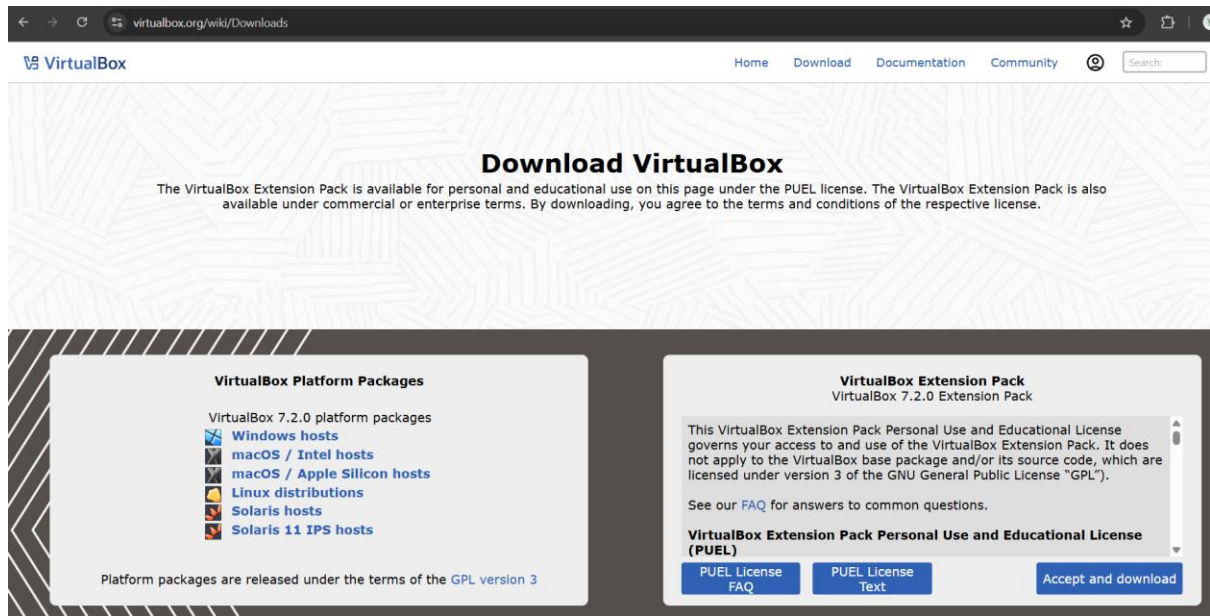 virtualbox.org/wiki/Downloads
VirtualBox
Home Download Documentation Community Search:
Download VirtualBox
The VirtualBox Extension Pack is available for personal and educational use on this page under the PUEL license. The VirtualBox Extension Pack is also
available under commercial or enterprise terms. By downloading, you agree to the terms and conditions of the respective license.
VirtualBox Platform Packages
VirtualBox 7.2.0 platform packages
Windows hosts
macOS / Intel hosts
macOS / Apple Silicon hosts
Linux distributions
Solaris hosts
Solaris 11 IPS hosts
Platform packages are released under the terms of the GPL version 3
VirtualBox Extension Pack
VirtualBox 7.2.0 Extension Pack
This VirtualBox Extension Pack Personal Use and Educational License
governs your access to and use of the VirtualBox Extension Pack. It does
not apply to the VirtualBox base package and/or its source code, which are
licensed under version 3 of the GNU General Public License “GPL”).
See our FAQ for answers to common questions.
VirtualBox Extension Pack Personal Use and Educational License
(PUEL)
PUEL License
FAQ
PUEL License
Text
Accept and download